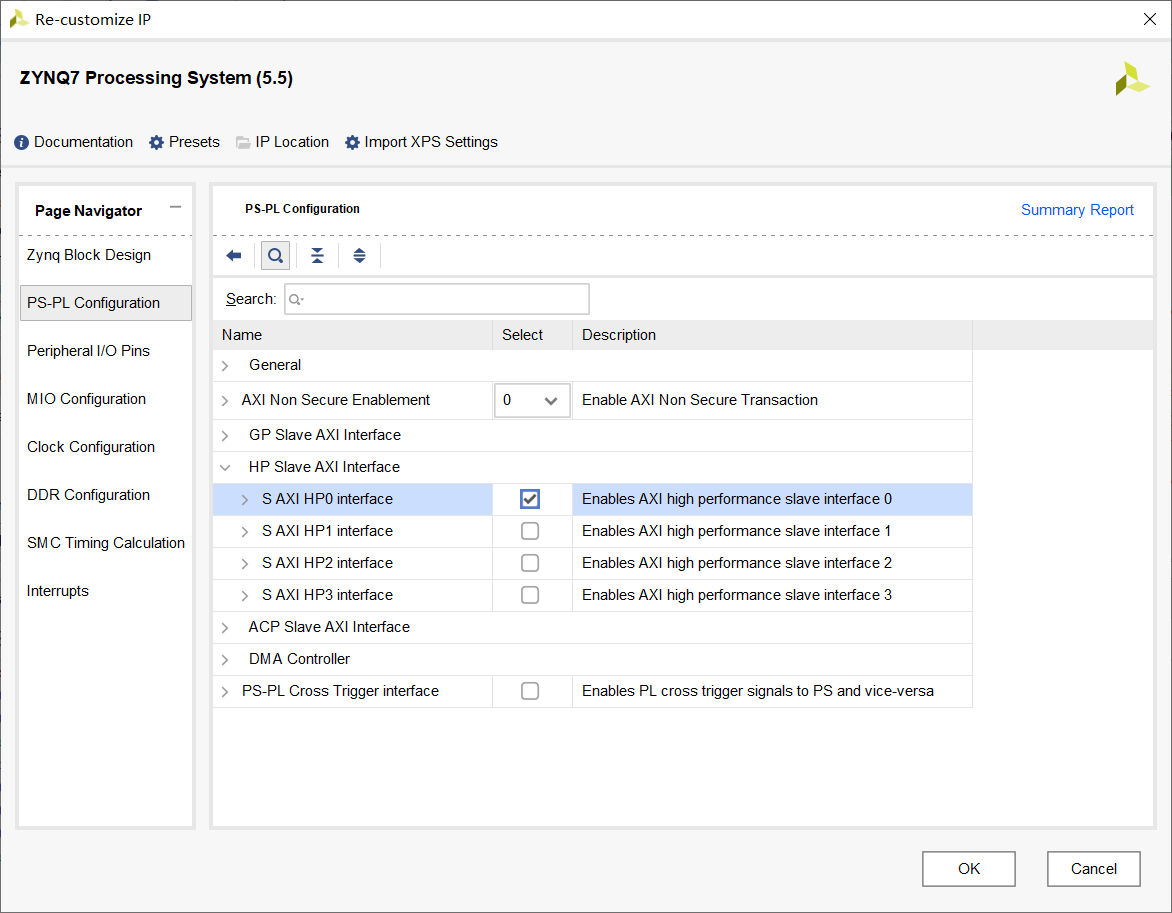 Re-customize IP
ZYNQ7 Processing System (5.5)
Documentation Presets IP Location Import XPS Settings
Page Navigator
Zynq Block Design
PS-PL Configuration
Peripheral I/O Pins
MIO Configuration
Clock Configuration
DDR Configuration
SMC Timing Calculation
Interrupts
PS-PL Configuration
Summary Report
Search:
Name Select Description
General
AXI Non Secure Enablement 0 Enable AXI Non Secure Transaction
GP Slave AXI Interface
HP Slave AXI Interface
S AXI HP0 interface Enables AXI high performance slave interface 0
S AXI HP1 interface Enables AXI high performance slave interface 1
S AXI HP2 interface Enables AXI high performance slave interface 2
S AXI HP3 interface Enables AXI high performance slave interface 3
ACP Slave AXI Interface
DMA Controller
PS-PL Cross Trigger interface Enables PL cross trigger signals to PS and vice-versa
OK Cancel